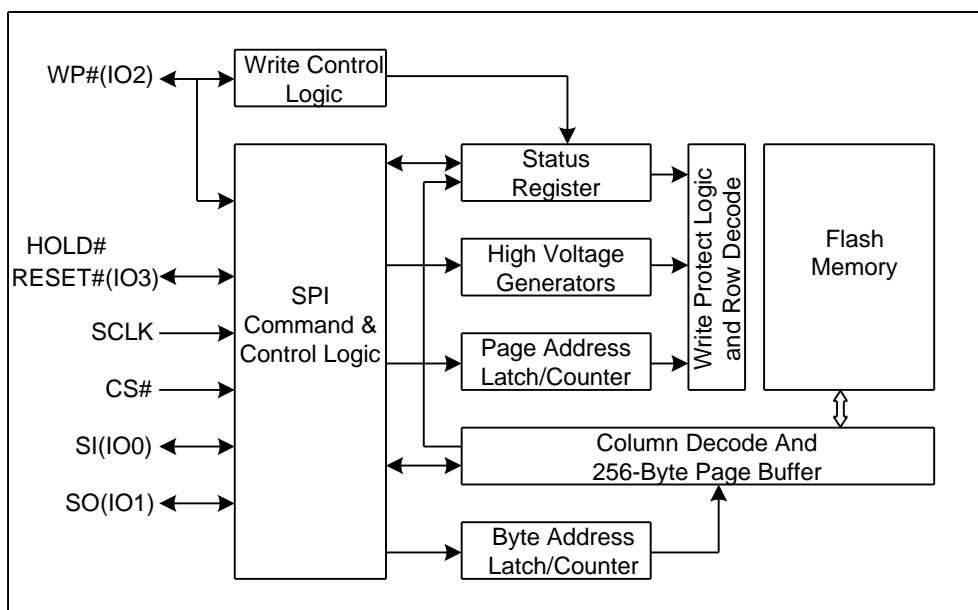 WP#(IO2)
Write Control
Logic
HOLD#
RESET#(IO3)
SCLK
CS#
SI(IO0)
SO(IO1)
SPI
Command &
Control Logic
Status
Register
High Voltage
Generators
Page Address
Latch/Counter
Write Protect Logic
and Row Decode
Flash
Memory
Column Decode And
256-Byte Page Buffer
Byte Address
Latch/Counter